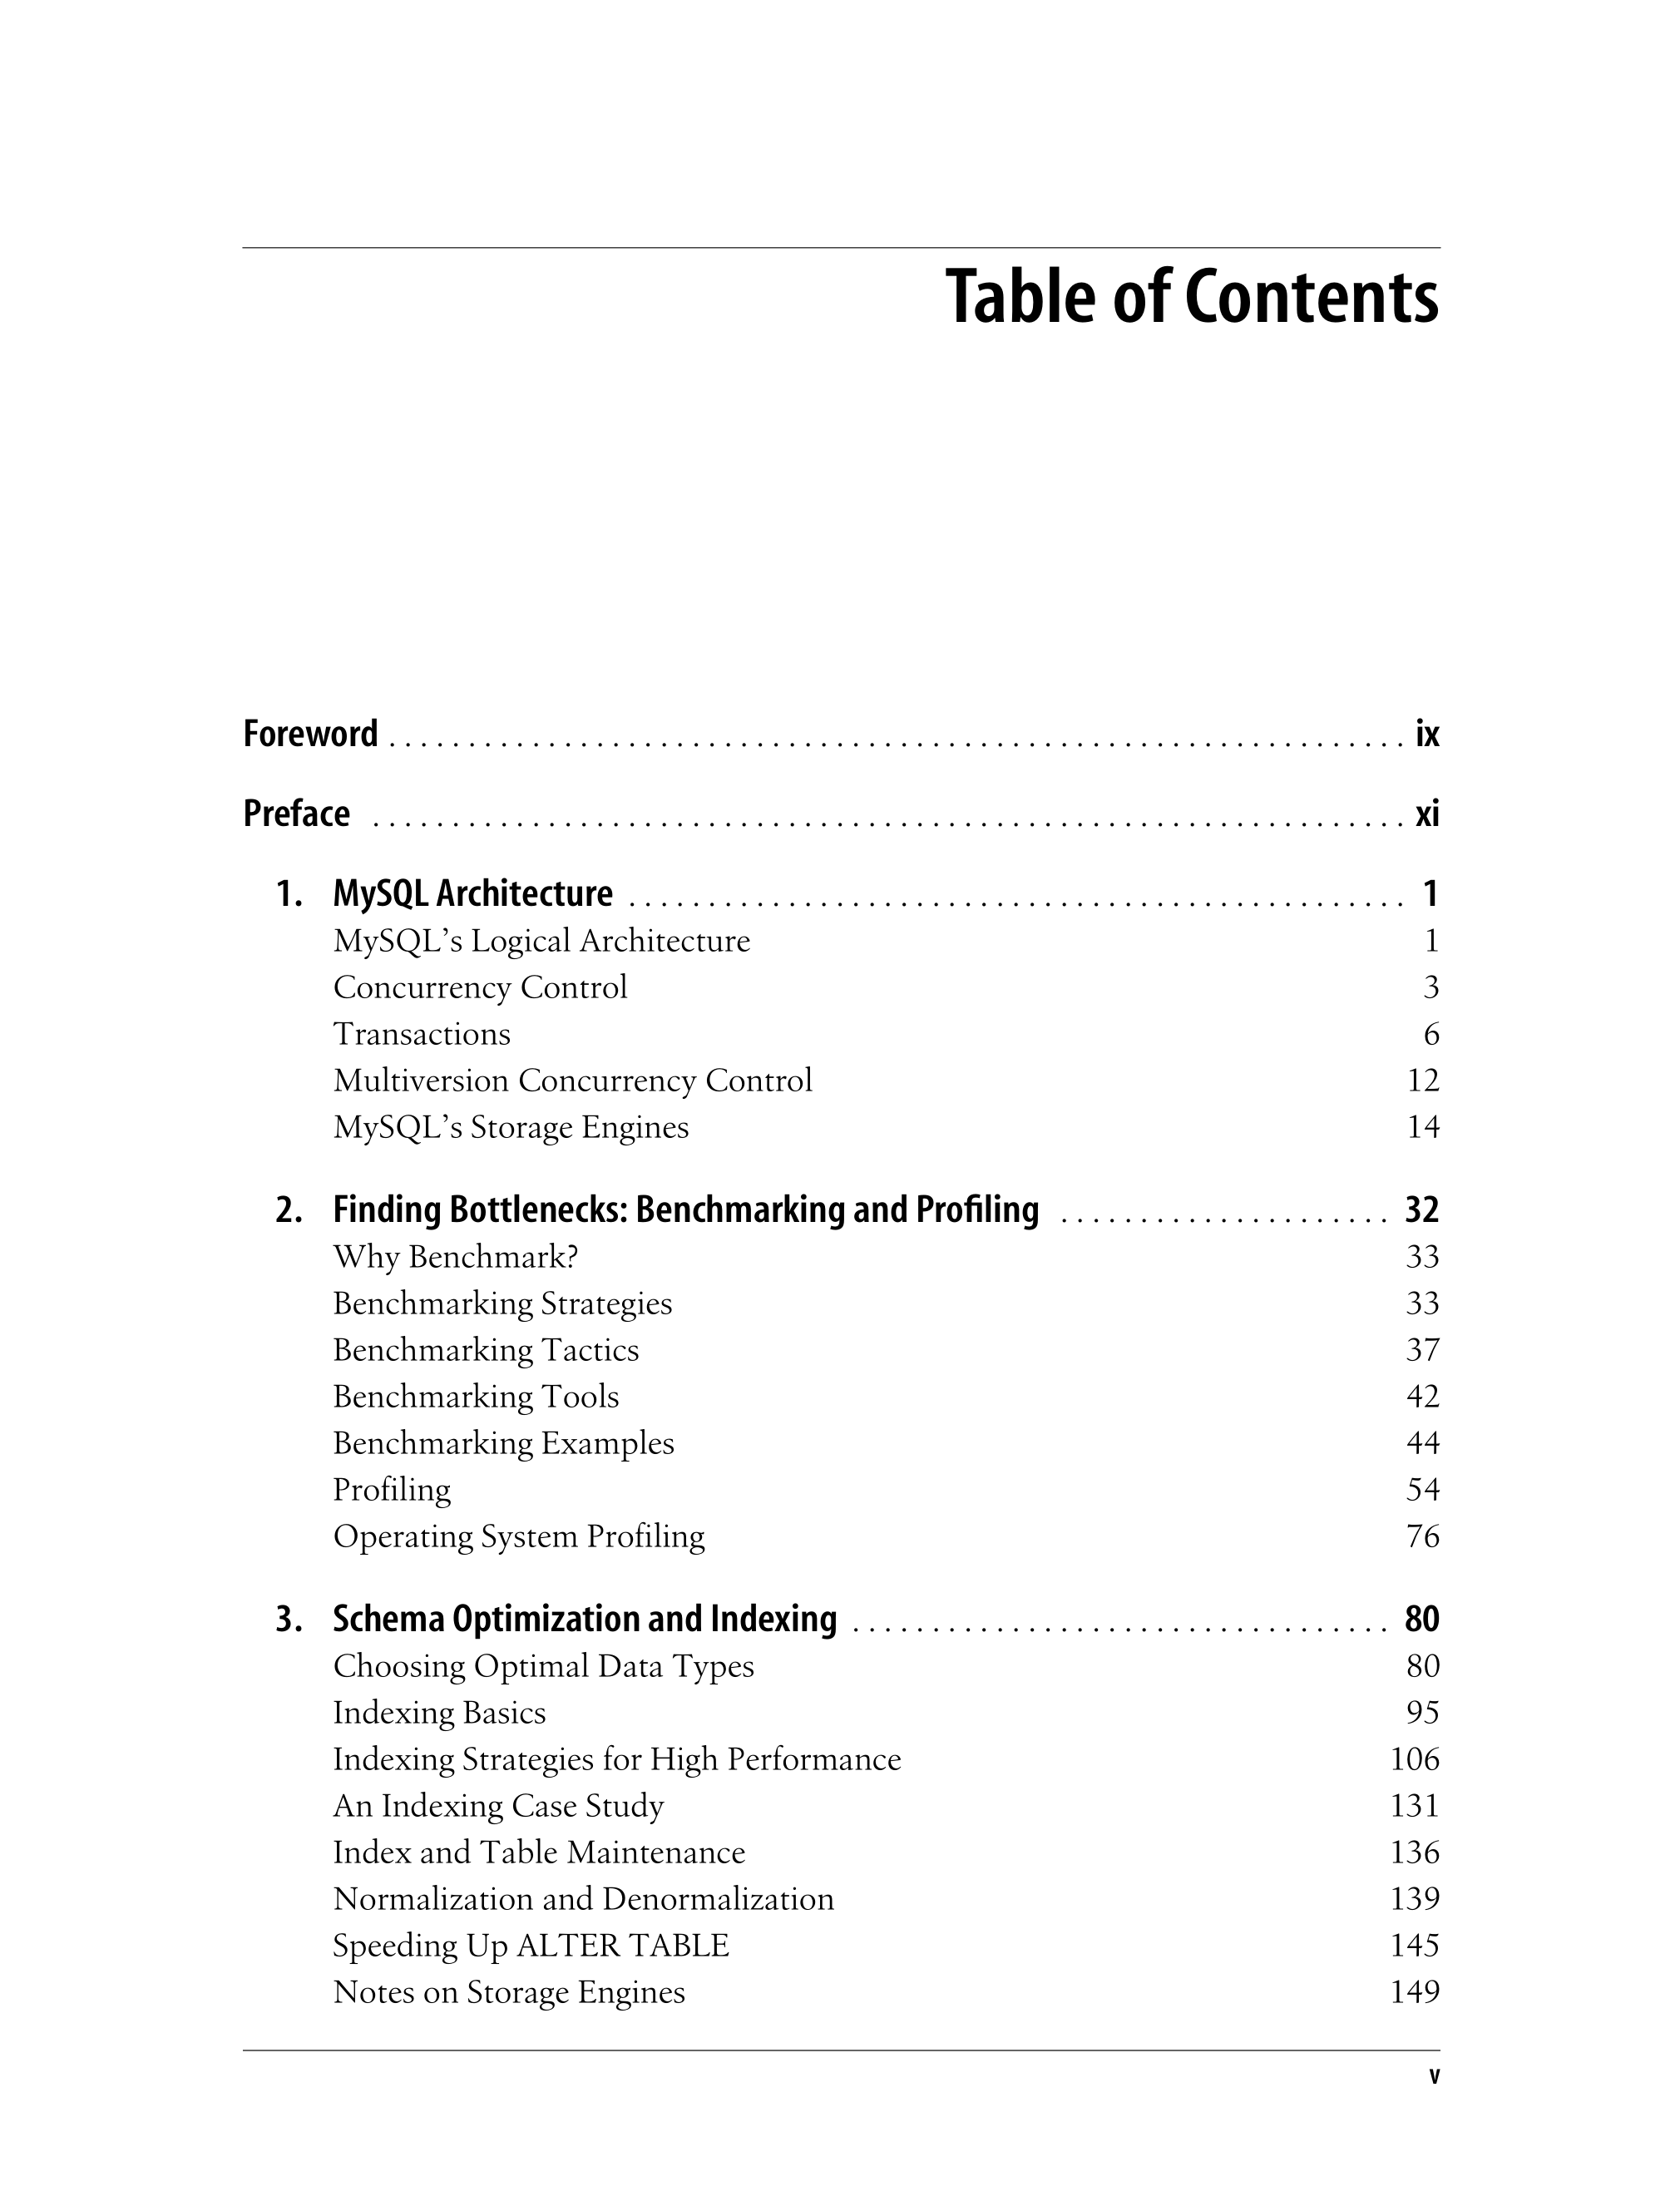 Table of Contents
Foreword . . . . . . . . . . . . . . . . . . . . . . . . . . . . . . . . . . . . . . . . . . . . . . . . . . . . . . . . . . . . . . . . ix
Preface . . . . . . . . . . . . . . . . . . . . . . . . . . . . . . . . . . . . . . . . . . . . . . . . . . . . . . . . . . . . . . . . . xi
1. MySQL Architecture . . . . . . . . . . . . . . . . . . . . . . . . . . . . . . . . . . . . . . . . . . . . . . . . . 1
MySQL’s Logical Architecture 1
Concurrency Control 3
Transactions 6
Multiversion Concurrency Control 12
MySQL’s Storage Engines 14
2. Finding Bottlenecks: Benchmarking and Profiling . . . . . . . . . . . . . . . . . . . . . 32
Why Benchmark? 33
Benchmarking Strategies 33
Benchmarking Tactics 37
Benchmarking Tools 42
Benchmarking Examples 44
Profiling 54
Operating System Profiling 76
3. Schema Optimization and Indexing . . . . . . . . . . . . . . . . . . . . . . . . . . . . . . . . . . 80
Choosing Optimal Data Types 80
Indexing Basics 95
Indexing Strategies for High Performance 106
An Indexing Case Study 131
Index and Table Maintenance 136
Normalization and Denormalization 139
Speeding Up ALTER TABLE 145
Notes on Storage Engines 149
v